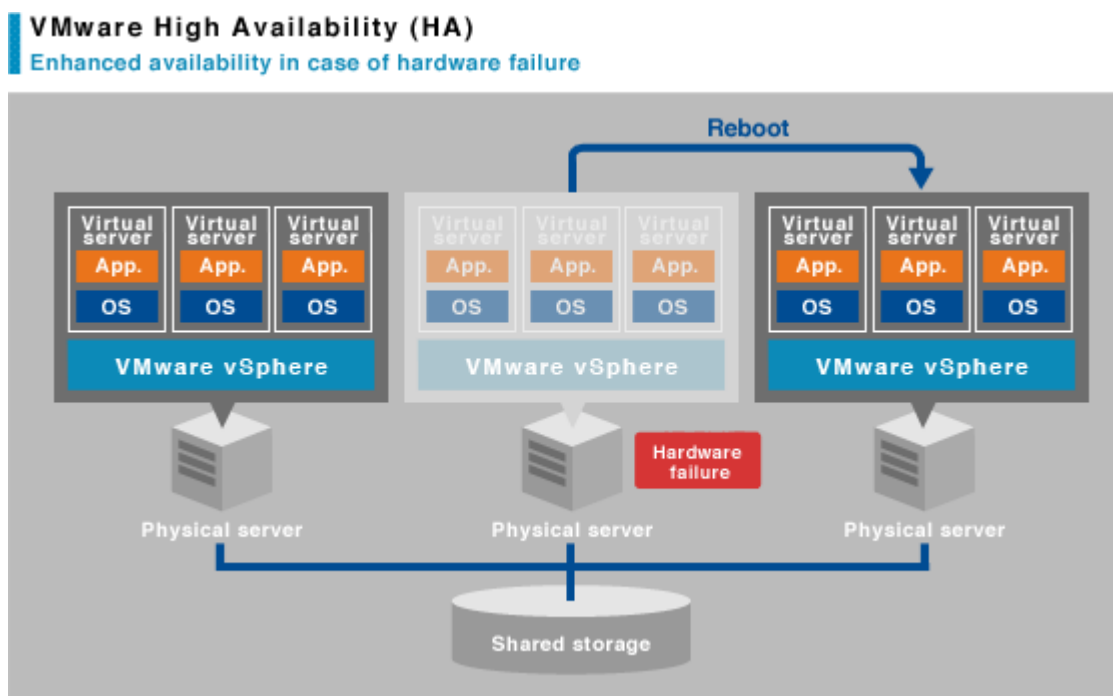 VMware High Availability (HA)
Enhanced availability in case of hardware failure
Reboot
Virtual server
Virtual server
Virtual server
App.
App.
App.
OS
OS
OS
VMware vSphere
Virtual server
Virtual server
Virtual server
App.
App.
App.
OS
OS
OS
VMware vSphere
Virtual server
Virtual server
Virtual server
App.
App.
App.
OS
OS
OS
VMware vSphere
Hardware
failure
Physical server
Physical server
Physical server
Shared storage